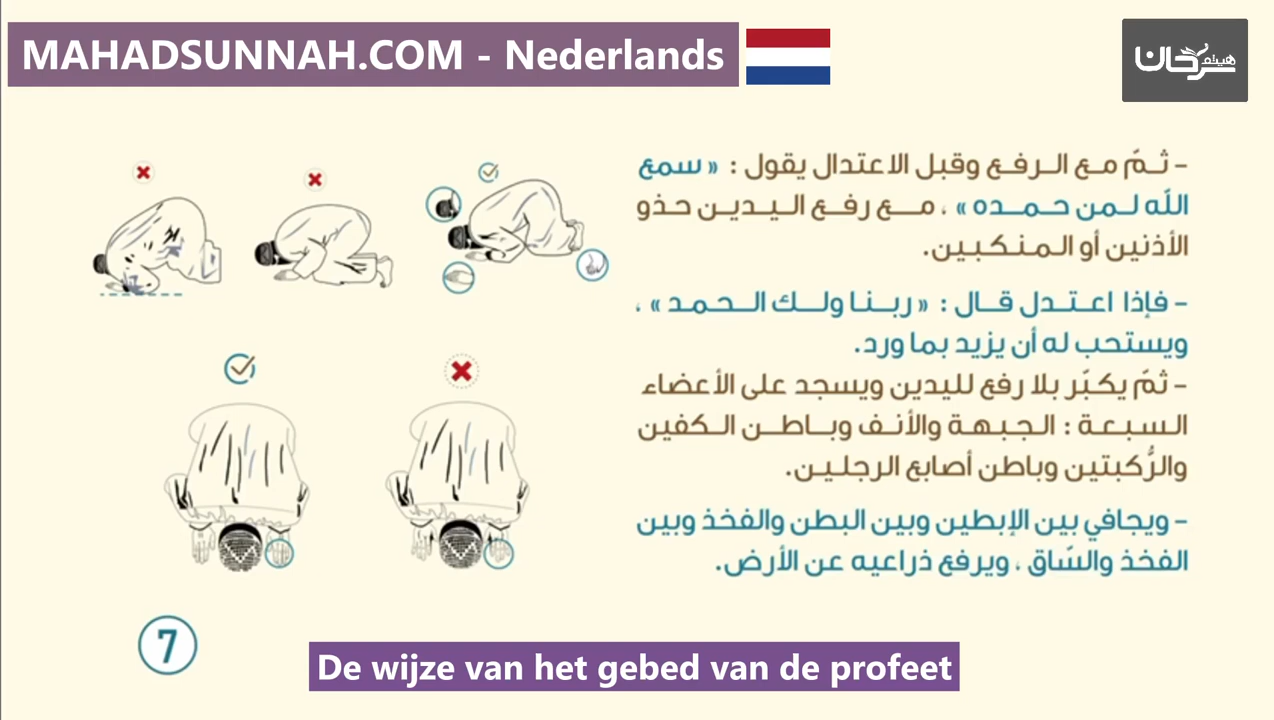 MAHADSUNNAH.COM - Nederlands
هيثم سرحان
- ثمّ مع الرفع وقبل الاعتدال يقول : « سمع
اللّه لمن حمده » ، مع رفع اليدين حذو
الأذنين أو المنكبين.
- فإذا اعتدل قال : « ربنا ولك الحمد » ،
ويستحب له أن يزيد بما ورد.
- ثمّ يكبّر بلا رفع لليدين ويسجد على الأعضاء
السبعة : الجبهة والأنف وباطن الكفين
والرُّكبتين وباطن أصابع الرجلين.
- ويجافي بين الإبطين وبين البطن والفخذ وبين
الفخذ والسّاق ، ويرفع ذراعيه عن الأرض.
7
De wijze van het gebed van de profeet